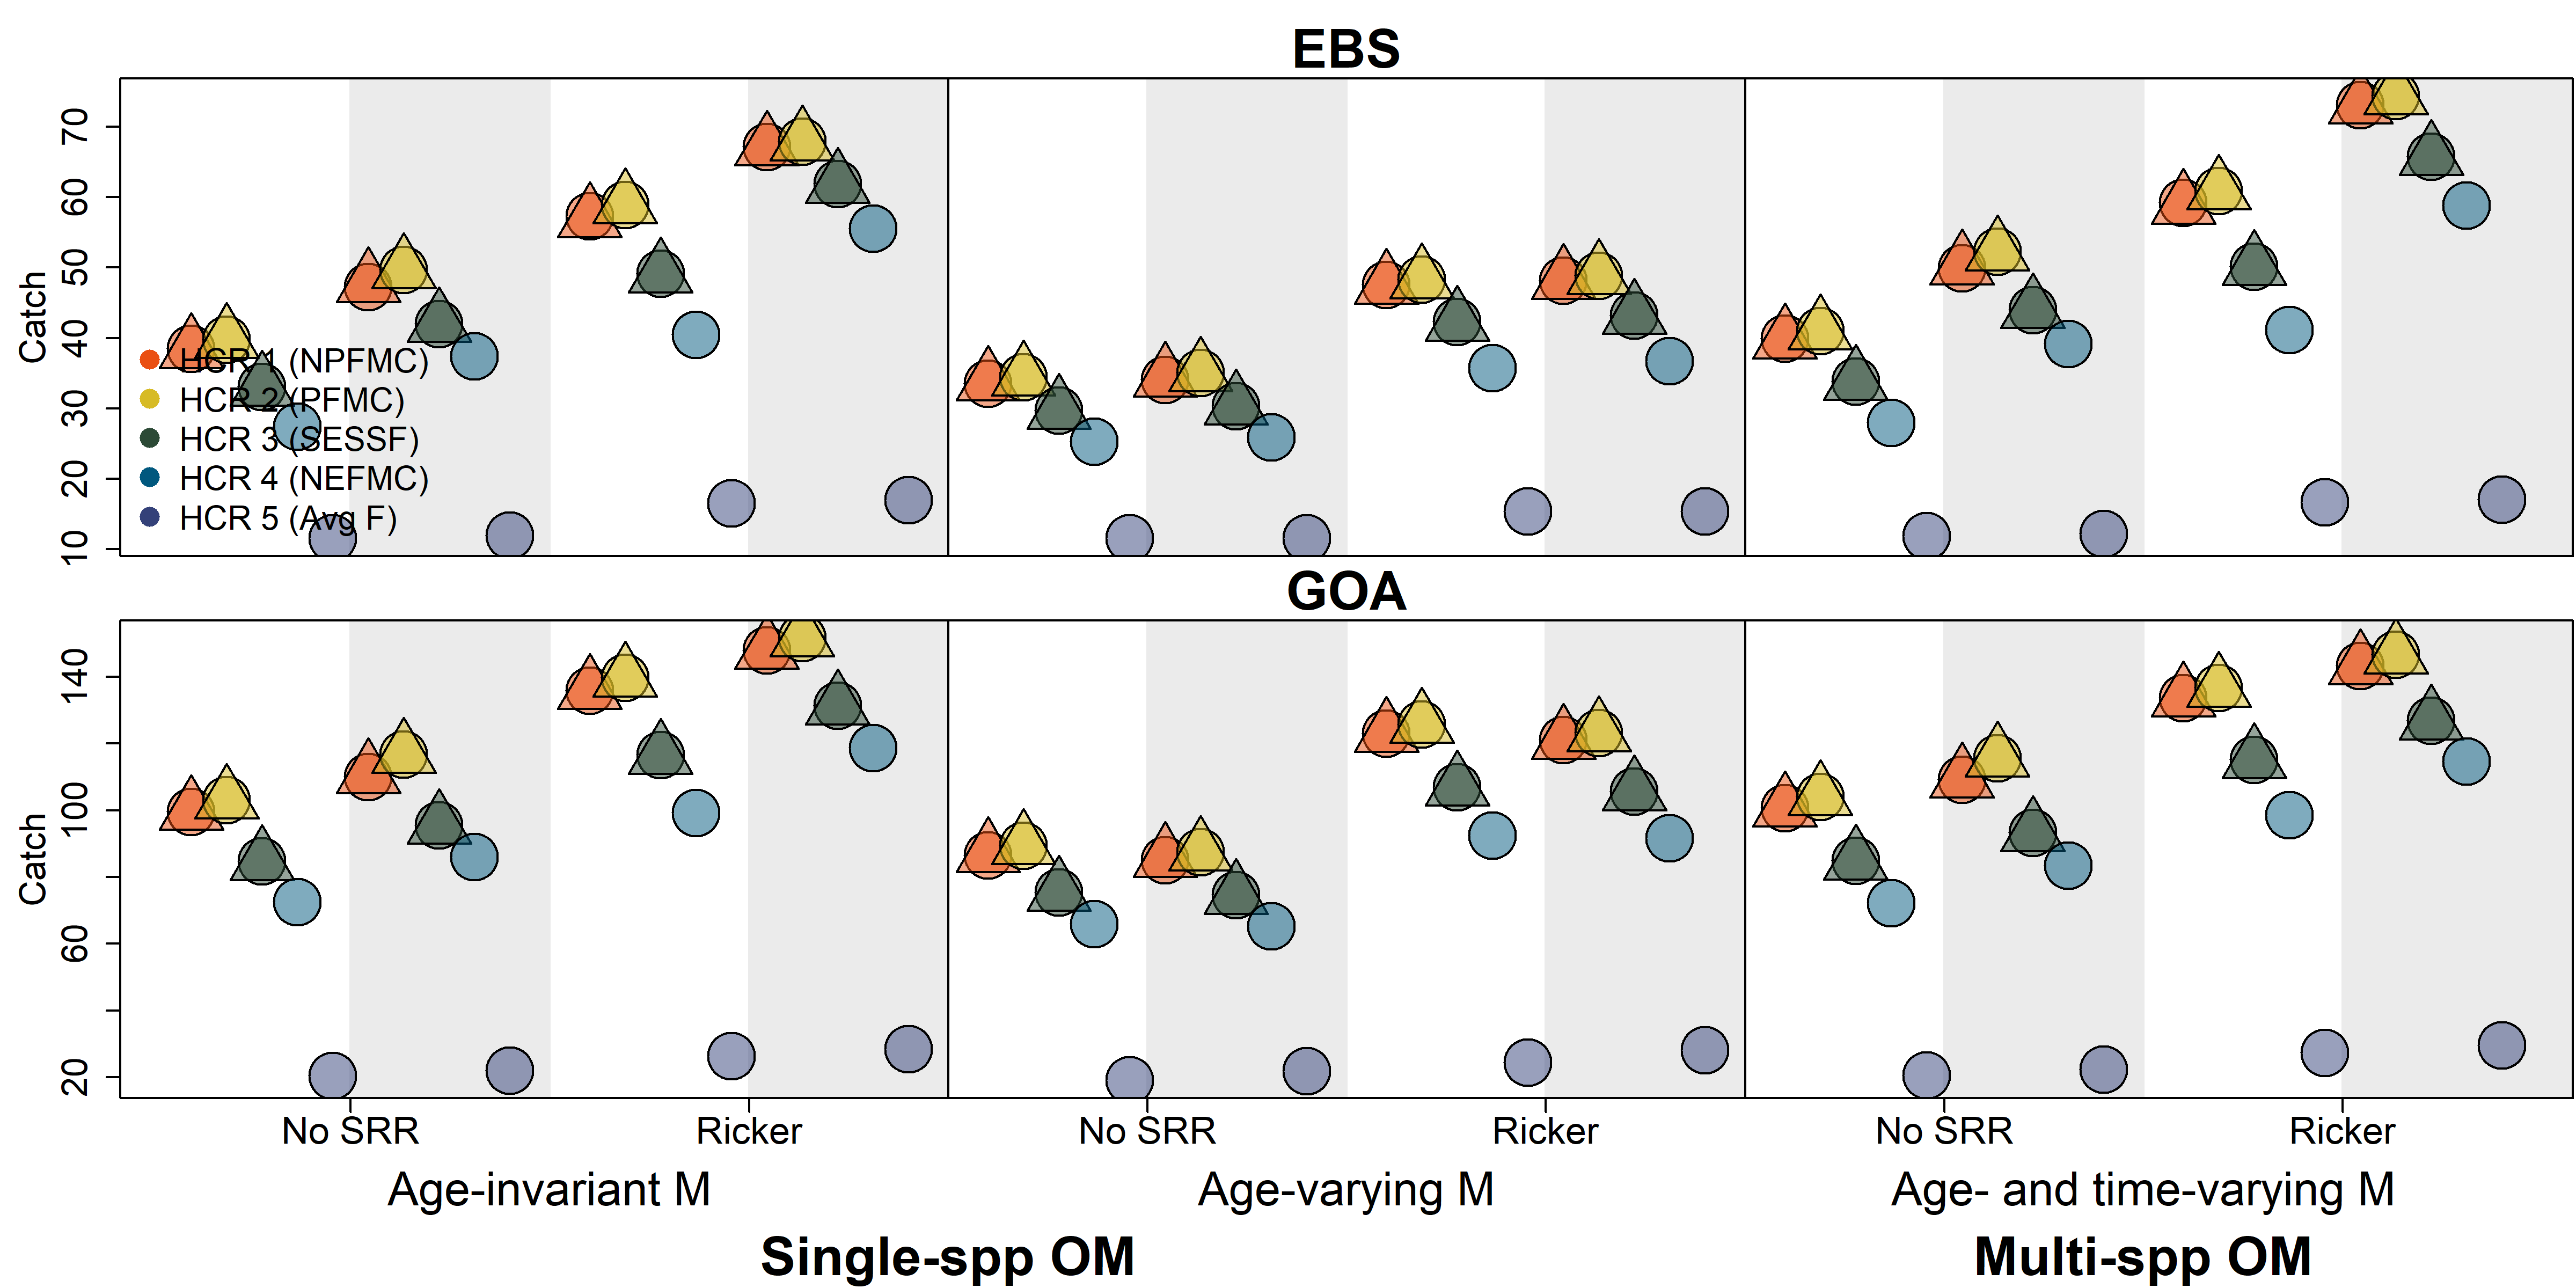 EBS
Catch
70
60
50
40
30
20
10
HCR 1 (NPFMC)
HCR 2 (PFMC)
HCR 3 (SESSF)
HCR 4 (NEFMC)
HCR 5 (Avg F)
GOA
Catch
140
100
60
20
No SRR Ricker No SRR Ricker No SRR Ricker
Age-invariant M Age-varying M Age- and time-varying M
Single-spp OM Multi-spp OM